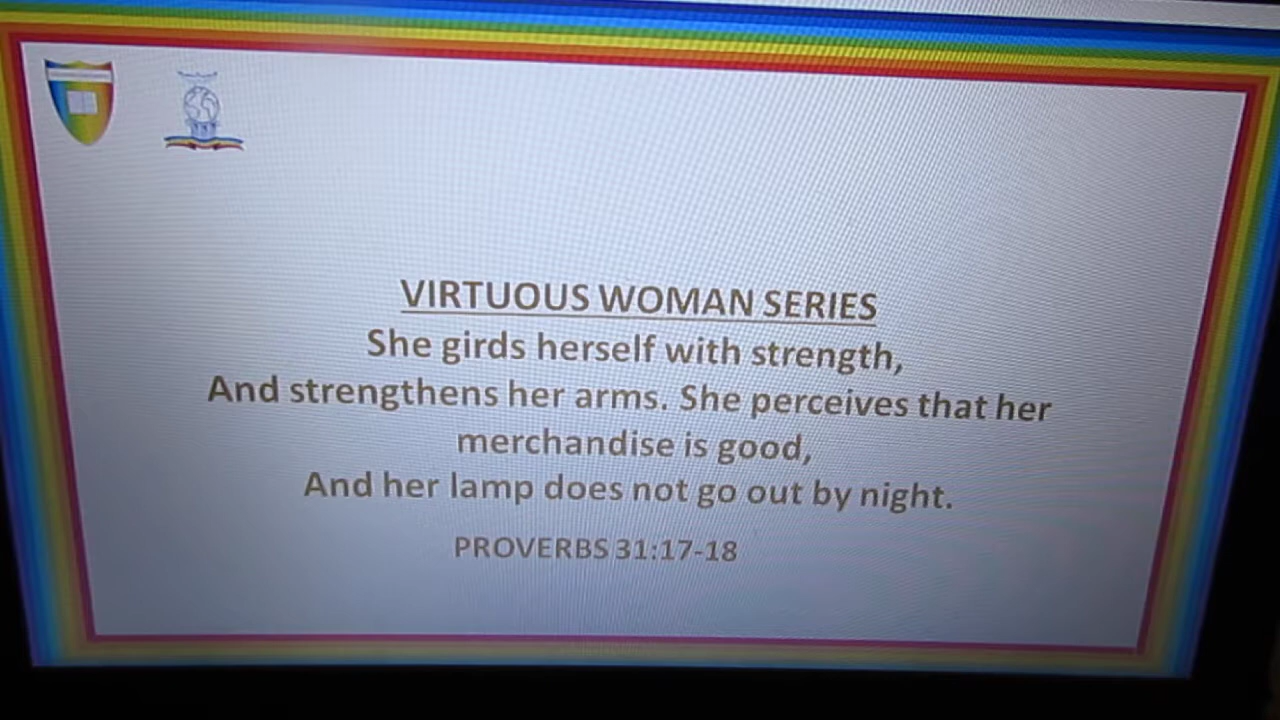 VIRTUOUS WOMAN SERIES
She girds herself with strength,
And strengthens her arms. She perceives that her
merchandise is good,
And her lamp does not go out by night.
PROVERBS 31:17-18